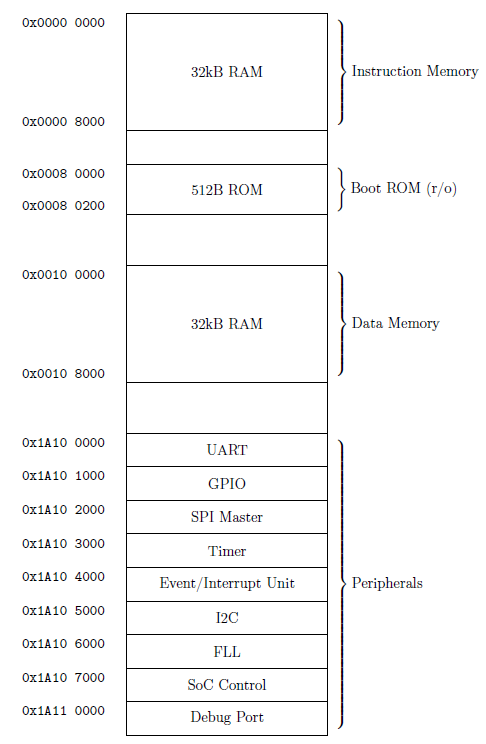 0x0000 0000
32kB RAM
Instruction Memory
0x0000 8000
0x0008 0000
512B ROM
Boot ROM (r/o)
0x0008 0200
0x0010 0000
32kB RAM
Data Memory
0x0010 8000
0x1A10 0000
UART
0x1A10 1000
GPIO
0x1A10 2000
SPI Master
0x1A10 3000
Timer
0x1A10 4000
Event/Interrupt Unit
Peripherals
0x1A10 5000
I2C
0x1A10 6000
FLL
0x1A10 7000
SoC Control
0x1A11 0000
Debug Port